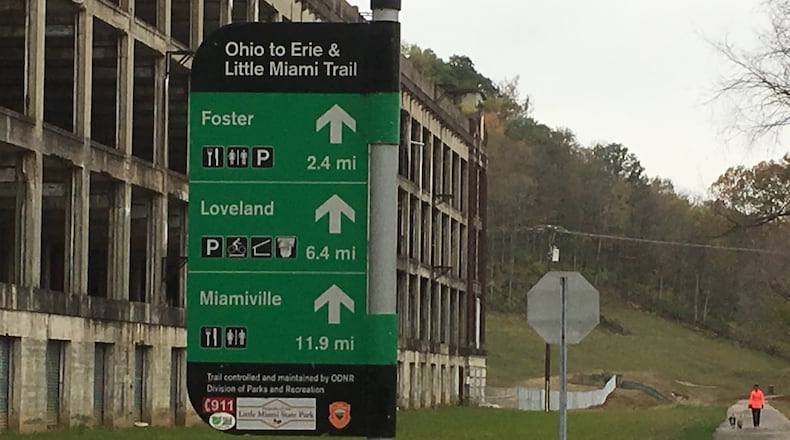 Ohio to Erie &
Little Miami Trail
Foster
P
2.4 mi
Loveland
P
6.4 mi
Miamiville
11.9 mi
Trail controlled and maintained by ODNR
Division of Parks and Recreation
911
Little Miami State Park